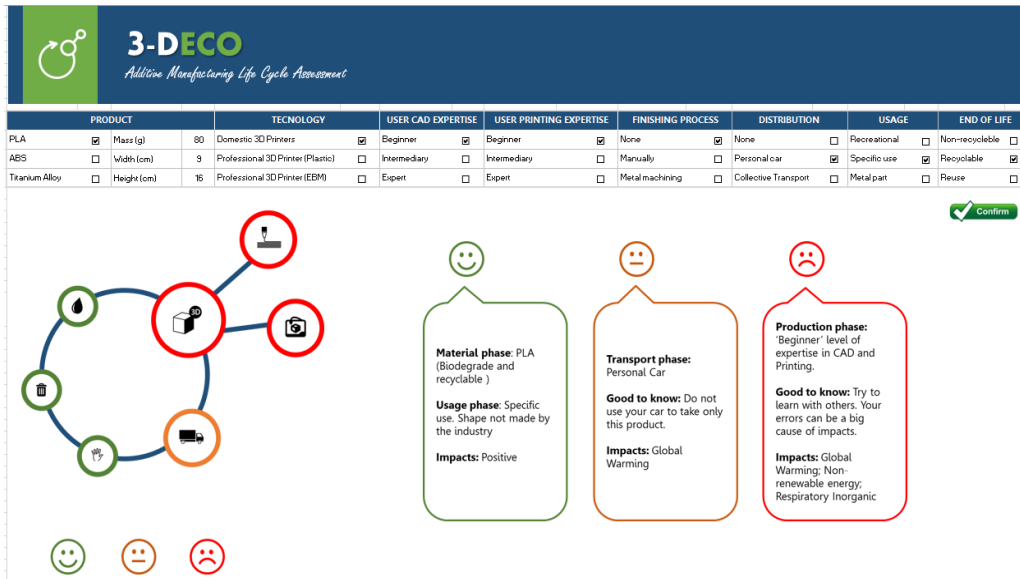 3-DECO
Additive Manufacturing Life Cycle Assessment
PRODUCT TECNOLOGY USER CAD EXPERTISE USER PRINTING EXPERTISE FINISHING PROCESS DISTRIBUTION USAGE END OF LIFE
PLA Mass (g) 80 Domestic 3D Printers Beginner Beginner None None Recreational Non-recycleble
ABS Width (cm) 9 Professional 3D Printer (Plastic) Intermediary Intermediary Manually Personal car Specific use Recyclable
Titanium Alloy Height (cm) 16 Professional 3D Printer (EBM) Expert Expert Metal machining Collective Transport Metal part Reuse
Confirm
3D
Material phase: PLA
(Biodegrade and
recyclable )
Usage phase: Specific
use. Shape not made by
the industry
Impacts: Positive
Transport phase:
Personal Car
Good to know: Do not
use your car to take only
this product.
Impacts: Global
Warming
Production phase:
'Beginner' level of
expertise in CAD and
Printing.
Good to know: Try to
learn with others. Your
errors can be a big
cause of impacts.
Impacts: Global
Warming; Non-
renewable energy;
Respiratory Inorganic